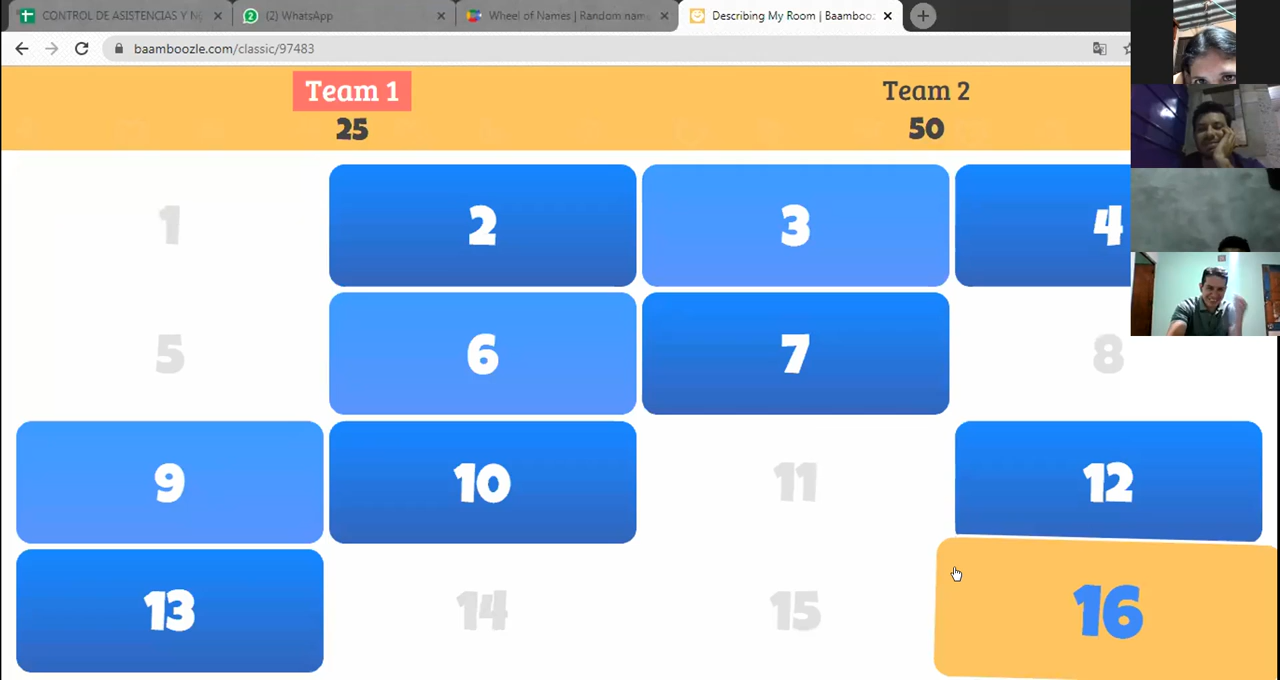 CONTROL DE ASISTENCIAS Y
(2) WhatsApp
Wheel of Names | Random name
Describing My Room | Baamboo
baamboozle.com/classic/97483
Team 1
Team 2
25
50
1
2
3
4
5
6
7
8
9
10
11
12
13
14
15
16